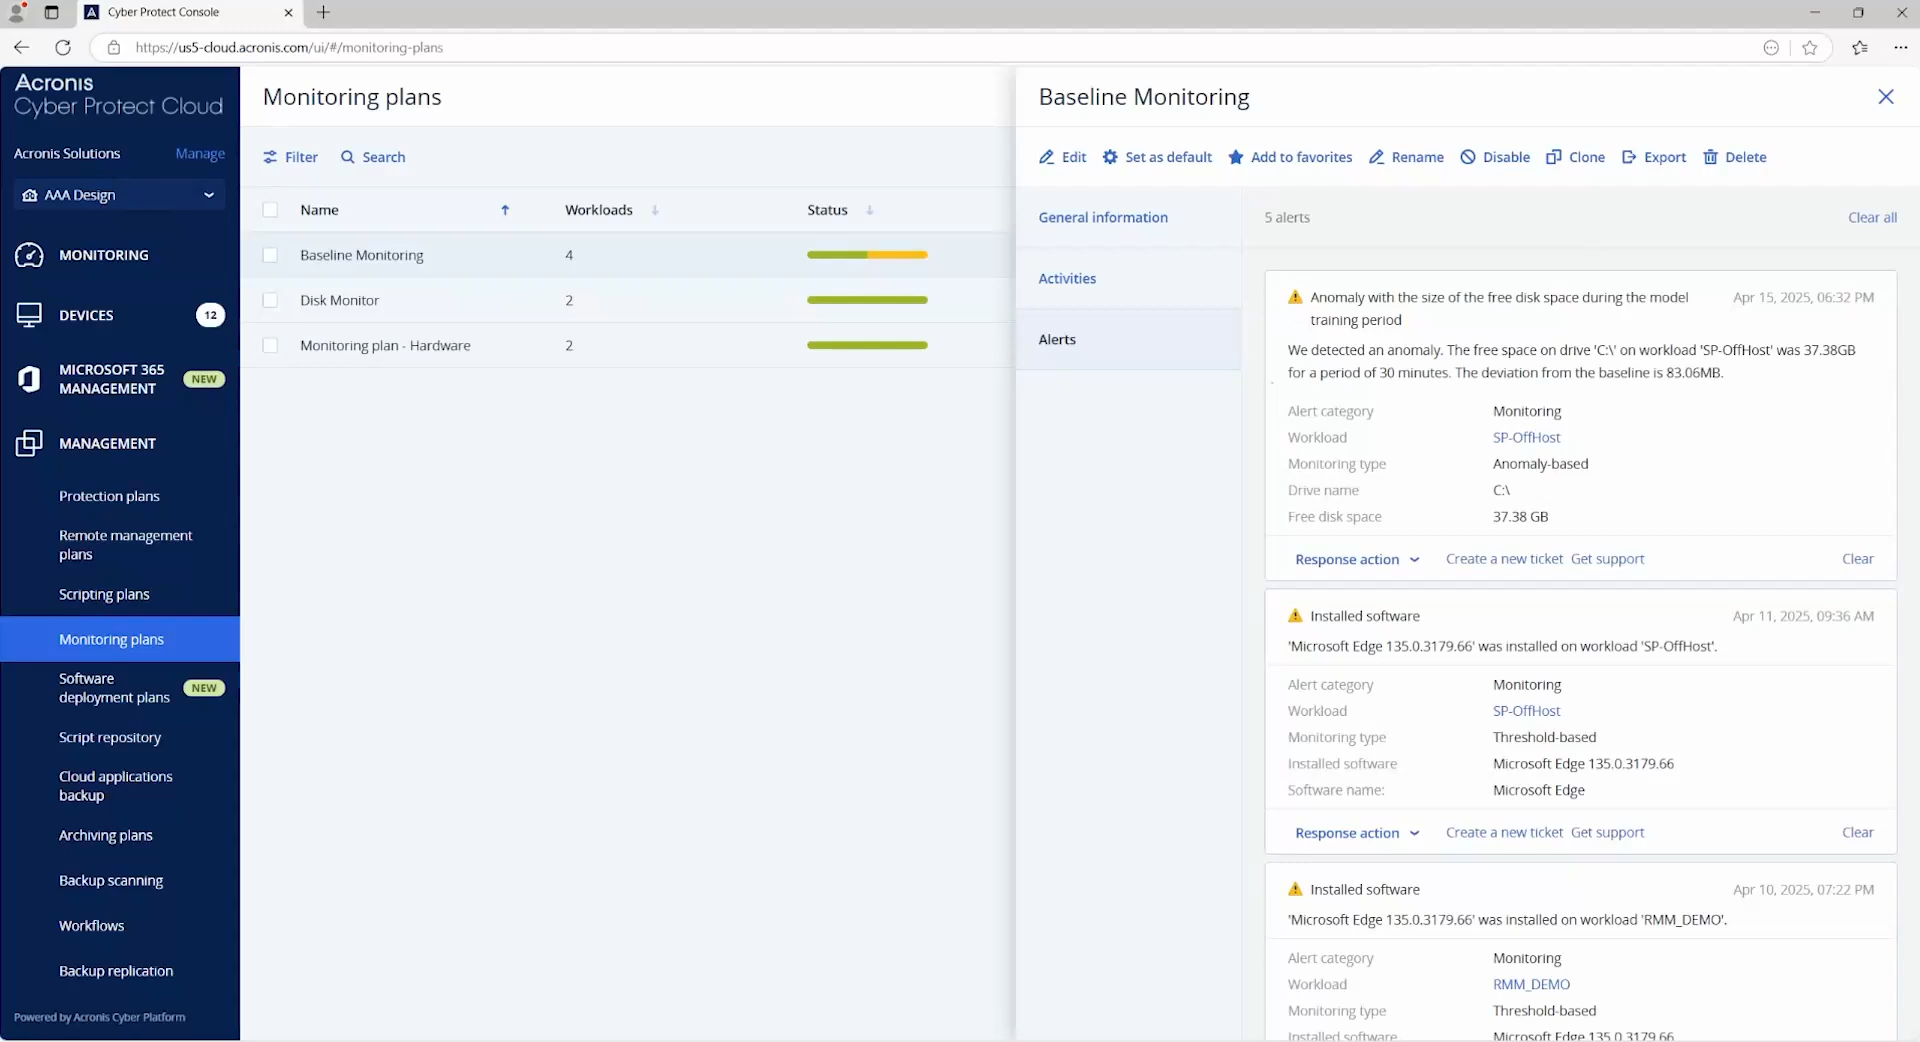 Cyber Protect Console
https://us5-cloud.acronis.com/ui/#/monitoring-plans
Acronis
Cyber Protect Cloud
Acronis Solutions
Manage
AAA Design
MONITORING
DEVICES
12
MICROSOFT 365
MANAGEMENT
NEW
MANAGEMENT
Protection plans
Remote management
plans
Scripting plans
Monitoring plans
Software
deployment plans
NEW
Script repository
Cloud applications
backup
Archiving plans
Backup scanning
Workflows
Backup replication
Powered by Acronis Cyber Platform
Monitoring plans
Filter
Search
Name
Workloads
Status
Baseline Monitoring
4
Disk Monitor
2
Monitoring plan - Hardware
2
Baseline Monitoring
Edit
Set as default
Add to favorites
Rename
Disable
Clone
Export
Delete
General information
Activities
Alerts
5 alerts
Clear all
Anomaly with the size of the free disk space during the model
training period
Apr 15, 2025, 06:32 PM
We detected an anomaly. The free space on drive 'C:\' on workload 'SP-OffHost' was 37.38GB
for a period of 30 minutes. The deviation from the baseline is 83.06MB.
Alert category Monitoring
Workload SP-OffHost
Monitoring type Anomaly-based
Drive name C:\
Free disk space 37.38 GB
Response action
Create a new ticket
Get support
Clear
Installed software
Apr 11, 2025, 09:36 AM
'Microsoft Edge 135.0.3179.66' was installed on workload 'SP-OffHost'.
Alert category Monitoring
Workload SP-OffHost
Monitoring type Threshold-based
Installed software Microsoft Edge 135.0.3179.66
Software name: Microsoft Edge
Response action
Create a new ticket
Get support
Clear
Installed software
Apr 10, 2025, 07:22 PM
'Microsoft Edge 135.0.3179.66' was installed on workload 'RMM_DEMO'.
Alert category Monitoring
Workload RMM_DEMO
Monitoring type Threshold-based
Installed software Microsoft Edge 135.0.3179.66